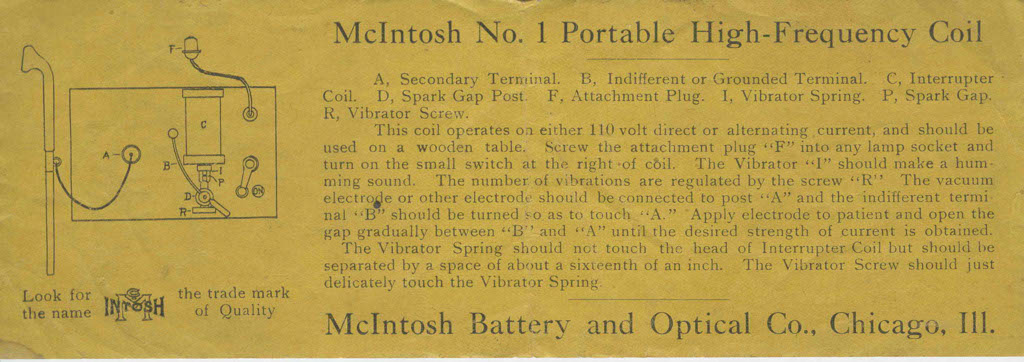 McIntosh No. 1 Portable High-Frequency Coil
A, Secondary Terminal. B, Indifferent or Grounded Terminal. C, Interrupter
Coil. D, Spark Gap Post. F, Attachment Plug. I, Vibrator Spring. P, Spark Gap.
R, Vibrator Screw.
This coil operates on either 110 volt direct or alternating current, and should be
used on a wooden table. Screw the attachment plug "F" into any lamp socket and
turn on the small switch at the right of coil. The Vibrator "I" should make a hum-
ming sound. The number of vibrations are regulated by the screw "R" The vacuum
electrode or other electrode should be connected to post "A" and the indifferent termi-
nal "B" should be turned so as to touch "A." Apply electrode to patient and open the
gap gradually between "B" and "A" until the desired strength of current is obtained.
The Vibrator Spring should not touch the head of Interrupter Coil but should be
separated by a space of about a sixteenth of an inch. The Vibrator Screw should just
delicately touch the Vibrator Spring.
McIntosh Battery and Optical Co., Chicago, Ill.
F
C
A
B
I
P
D
R
ON
Look for
the name
McINTOSH
the trade mark
of Quality